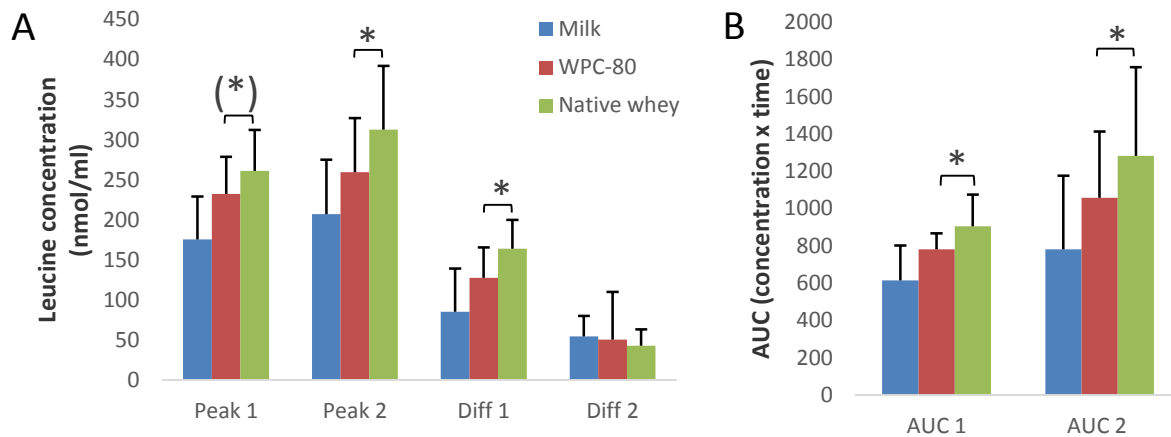 A
Leucine concentration
(nmol/ml)
450
400
350
300
250
200
150
100
50
0
Milk
WPC-80
Native whey
(*)
*
*
Peak 1
Peak 2
Diff 1
Diff 2
B
AUC (concentration x time)
2000
1800
1600
1400
1200
1000
800
600
400
200
0
*
*
AUC 1
AUC 2